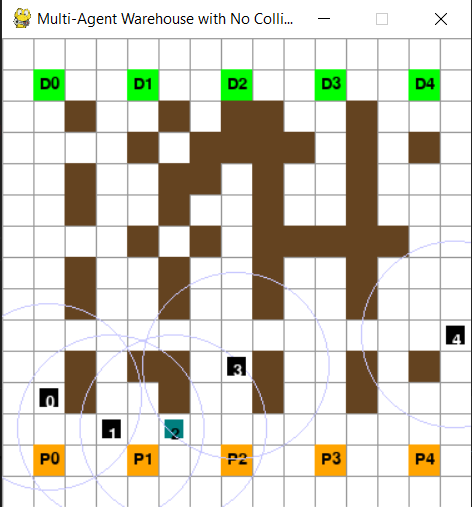 Multi-Agent Warehouse with No Colli...
D0 D1 D2 D3 D4
4
3
0
1 2
P0 P1 P2 P3 P4